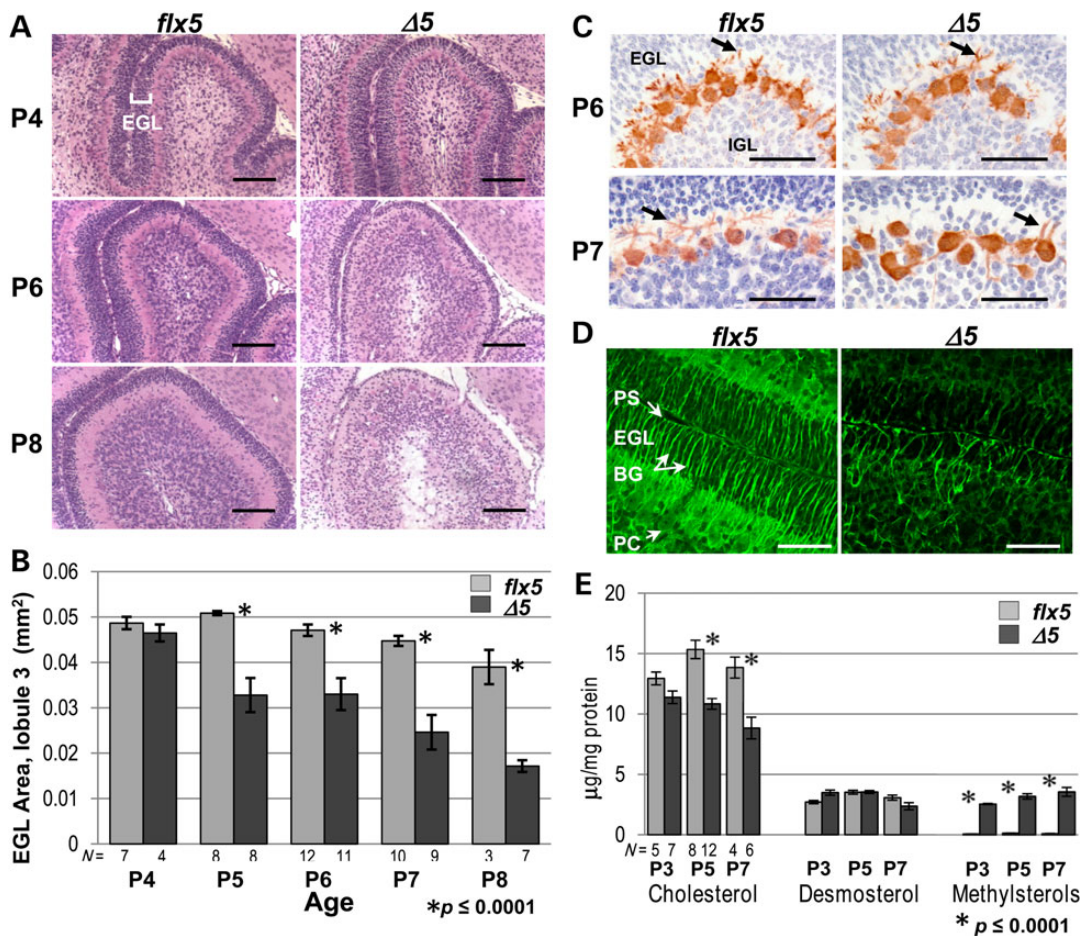 A
flx5
Δ5
P4
EGL
P6
P8
B
EGL Area, lobule 3 (mm²)
0.06
0.05
0.04
0.03
0.02
0.01
0
flx5
Δ5
*
*
*
*
N = 7 4 8 8 12 11 10 9 3 7
P4 P5 P6 P7 P8
Age
*p ≤ 0.0001
C
flx5
Δ5
P6
EGL
IGL
P7
D
flx5
Δ5
PS
EGL
BG
PC
E
µg/mg protein
20
15
10
5
0
flx5
Δ5
* *
* * *
N = 5 7 8 12 4 6
P3 P5 P7 P3 P5 P7 P3 P5 P7
Cholesterol Desmosterol Methylsterols
* p ≤ 0.0001